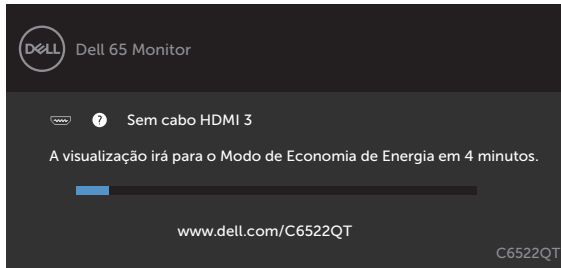 DELL Dell 65 Monitor
? Sem cabo HDMI 3
A visualização irá para o Modo de Economia de Energia em 4 minutos.
www.dell.com/C6522QT
C6522QT